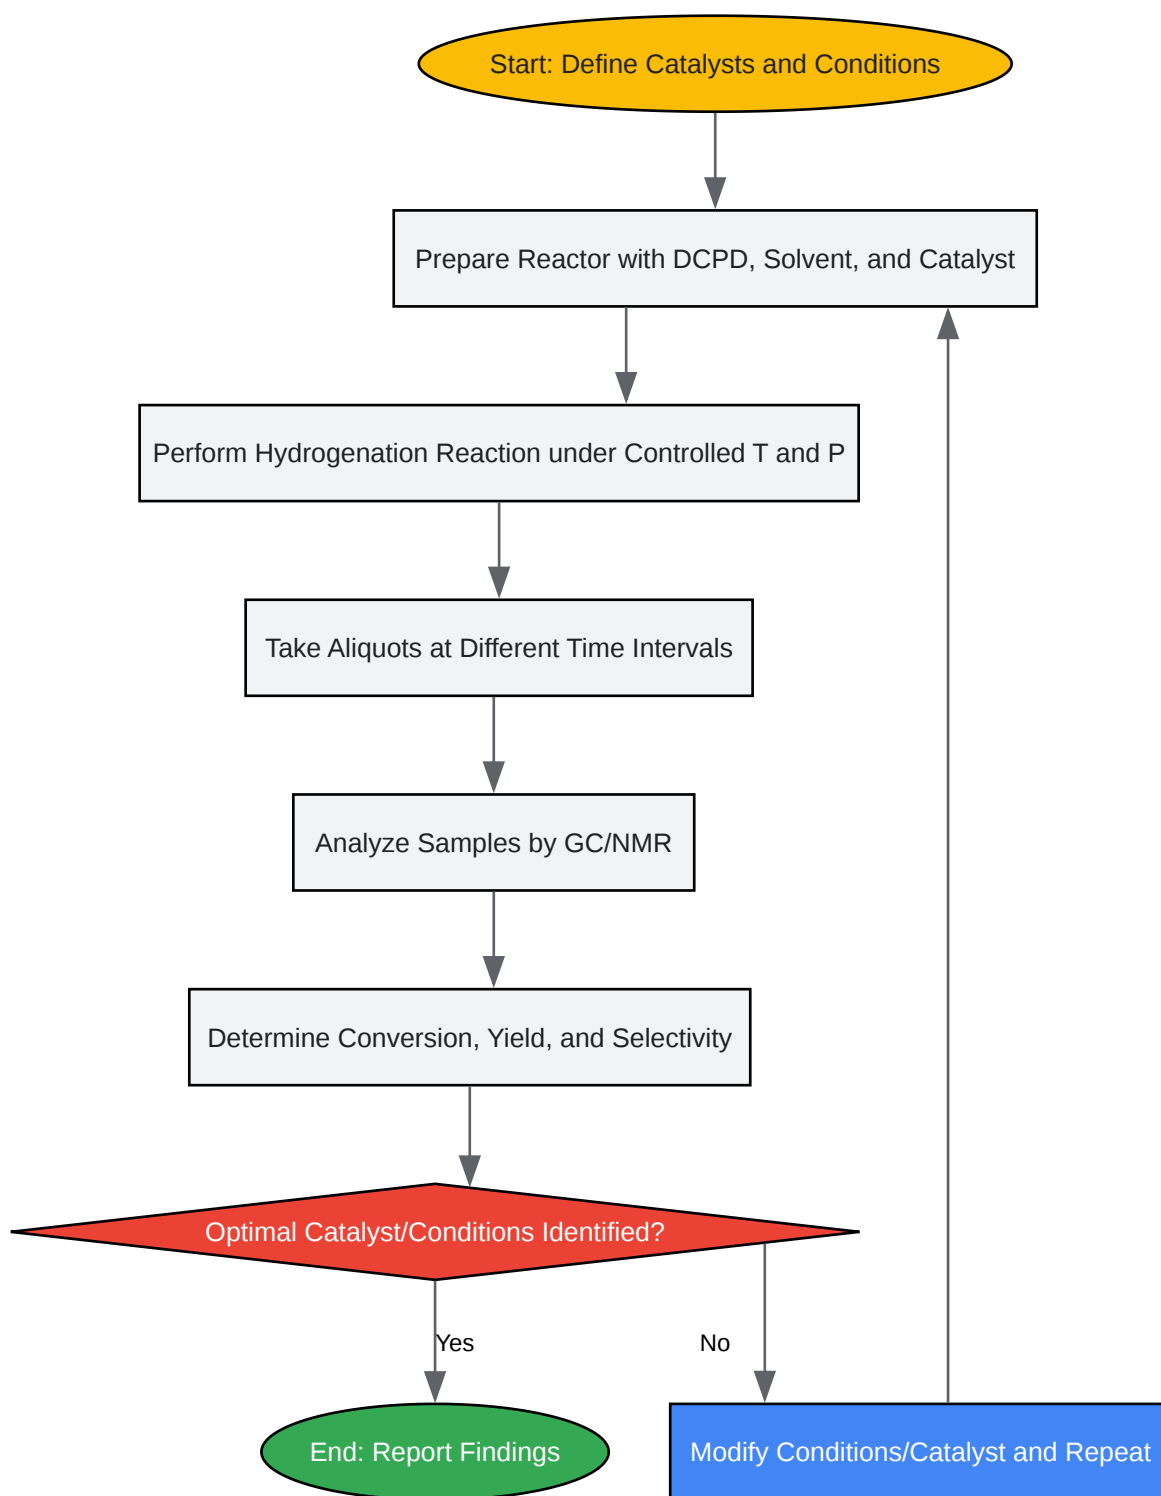 Start: Define Catalysts and Conditions
Prepare Reactor with DCPD, Solvent, and Catalyst
Perform Hydrogenation Reaction under Controlled T and P
Take Aliquots at Different Time Intervals
Analyze Samples by GC/NMR
Determine Conversion, Yield, and Selectivity
Optimal Catalyst/Conditions Identified?
Yes
No
End: Report Findings
Modify Conditions/Catalyst and Repeat